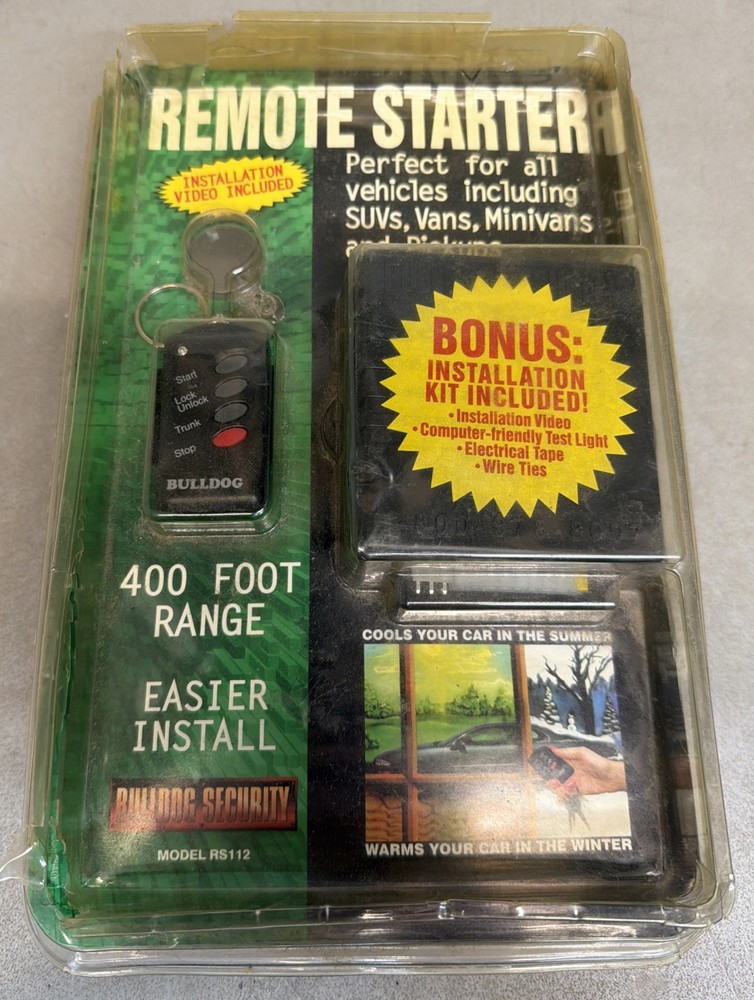 REMOTE STARTER
INSTALLATION
VIDEO INCLUDED
Perfect for all
vehicles including
SUVs, Vans, Minivans
and Pickups
Start
Lock
Unlock
Trunk
Stop
BULLDOG
BONUS:
INSTALLATION
KIT INCLUDED!
• Installation Video
• Computer-friendly Test Light
• Electrical Tape
• Wire Ties
400 FOOT
RANGE
EASIER
INSTALL
BULLDOG SECURITY
MODEL RS112
COOLS YOUR CAR IN THE SUMMER
WARMS YOUR CAR IN THE WINTER